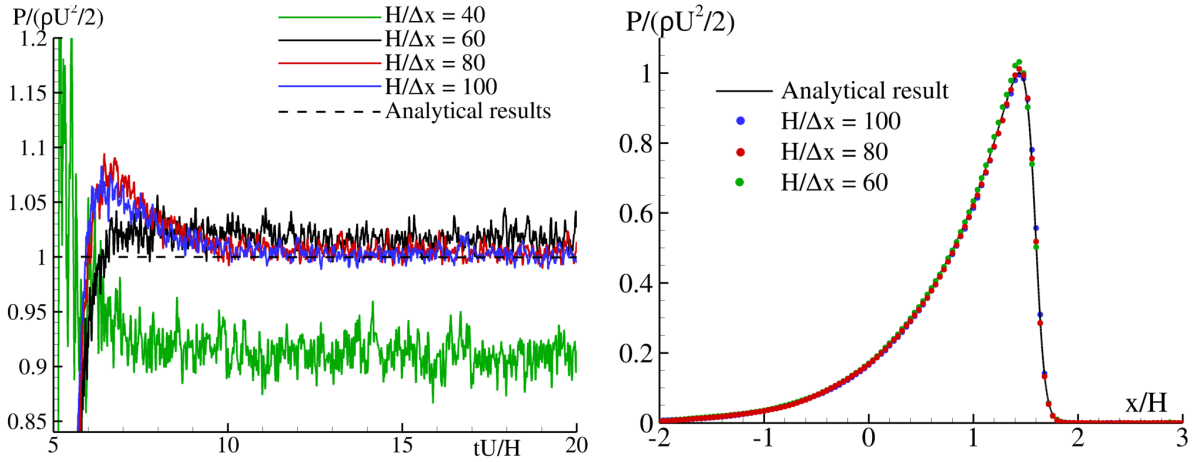 P/(ρU²/2)
1.2
1.15
1.1
1.05
1
0.95
0.9
0.85
5
10
15
20
tU/H
H/Δx = 40
H/Δx = 60
H/Δx = 80
H/Δx = 100
Analytical results
P/(ρU²/2)
1
0.8
0.6
0.4
0.2
0
-2
-1
0
1
2
3
x/H
Analytical result
H/Δx = 100
H/Δx = 80
H/Δx = 60